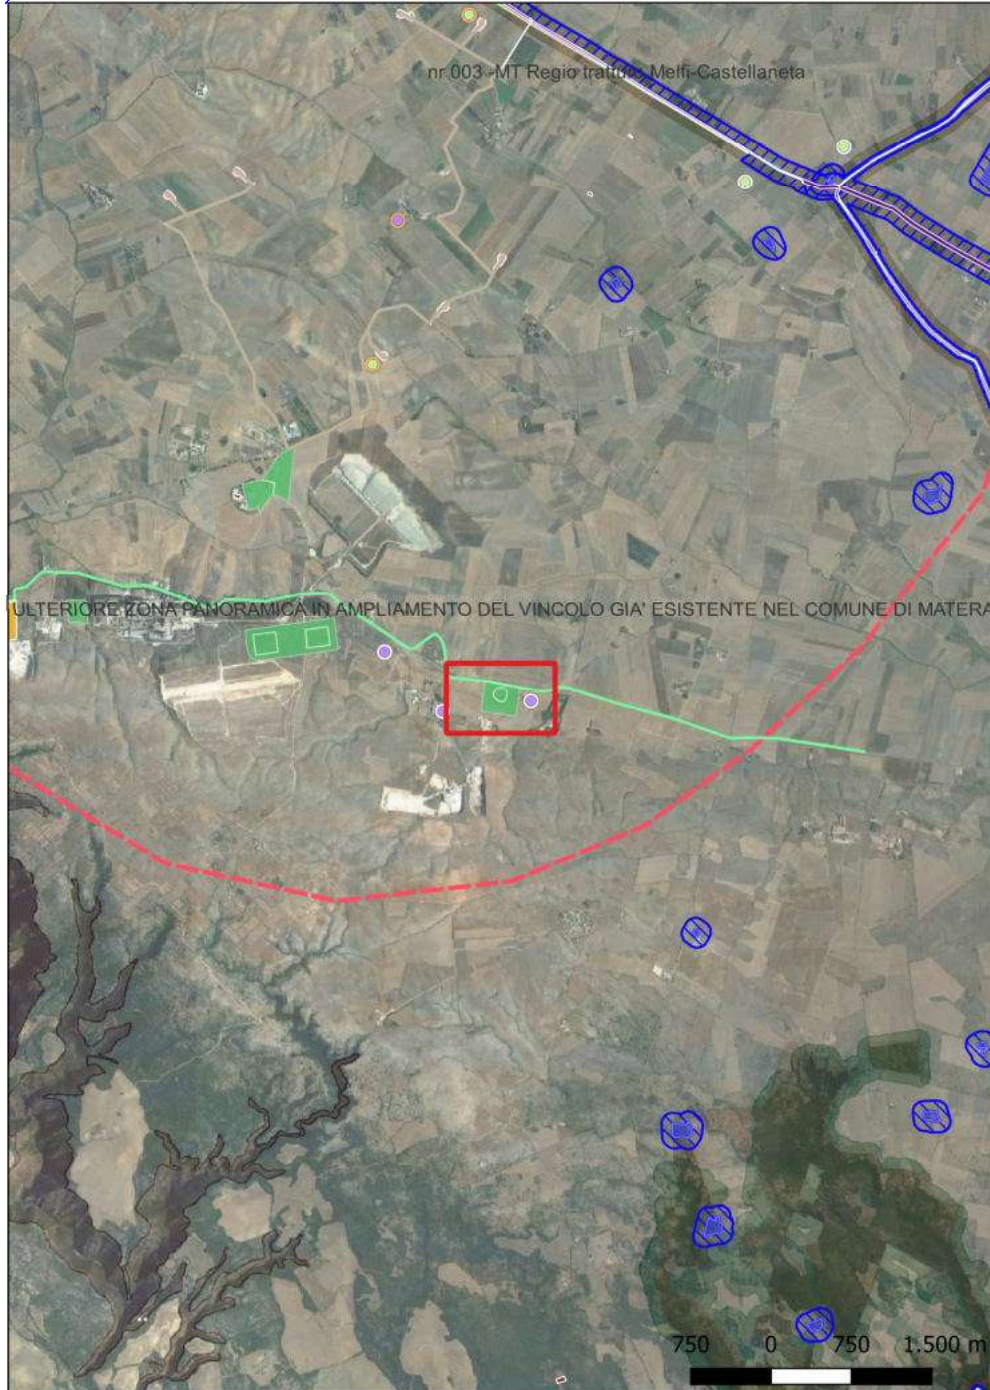 nr 003 -MT Regio tratturo Melfi-Castellaneta
ULTERIORE ZONA PANORAMICA IN AMPLIAMENTO DEL VINCOLO GIA' ESISTENTE NEL COMUNE DI MATERA
750 0 750 1.500 m